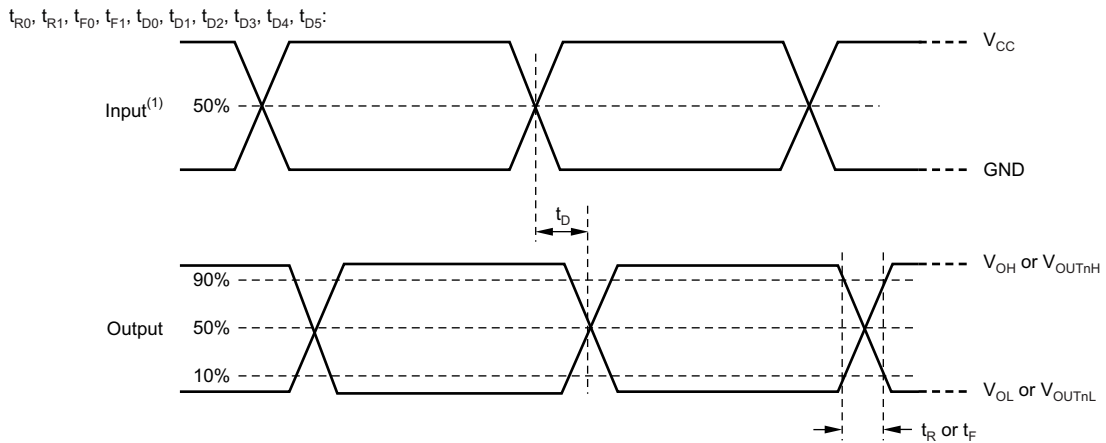 tR0, tR1, tF0, tF1, tD0, tD1, tD2, tD3, tD4, tD5:
VCC
Input(1) 50%
GND
tD
90% VOH or VOUTnH
Output 50%
10% VOL or VOUTnL
tR or tF